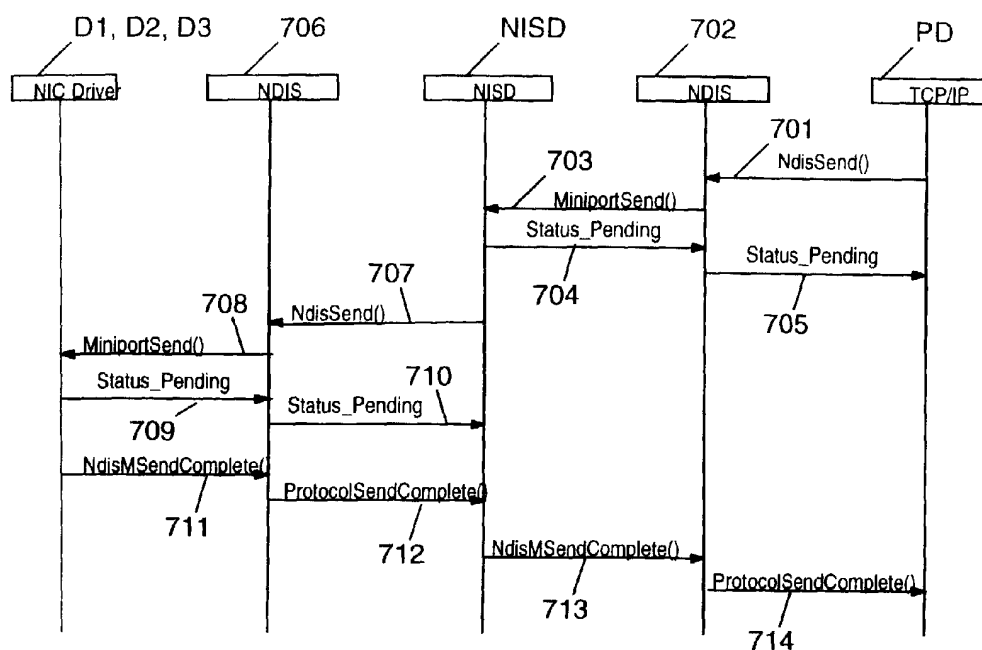 D1, D2, D3 706 NISD 702 PD
NIC Driver NDIS NISD NDIS TCP/IP
701
NdisSend()
703
MiniportSend()
Status_Pending
704
Status_Pending
705
707
NdisSend()
708
MiniportSend()
Status_Pending
709
710
Status_Pending
NdisMSendComplete()
711
ProtocolSendComplete()
712
NdisMSendComplete()
713
ProtocolSendComplete()
714